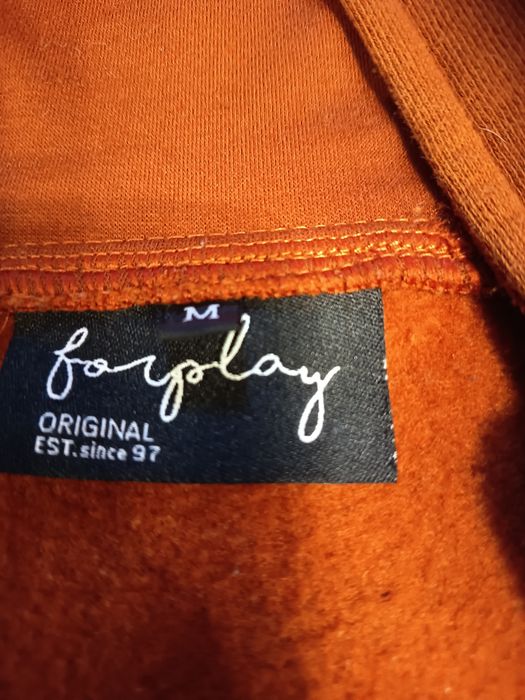 M
forplay
ORIGINAL
EST. since 97